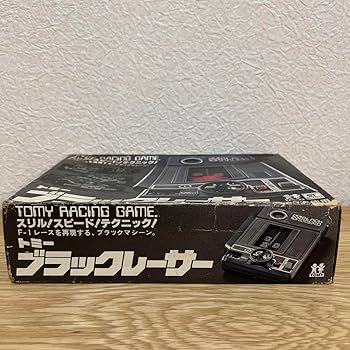 TOMY RACING GAME.
スリル!スピード!テクニック!
F-1レースを再現する、ブラックマシーン。
トミー
ブラックレーサー
TOMY